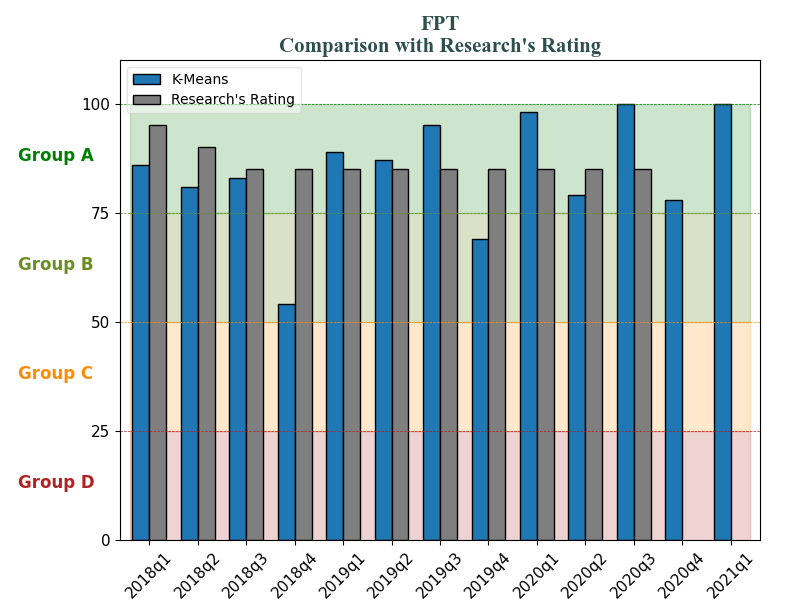 FPT
Comparison with Research's Rating
K-Means
Research's Rating
100
Group A
75
Group B
50
Group C
25
Group D
0
2018q1 2018q2 2018q3 2018q4 2019q1 2019q2 2019q3 2019q4 2020q1 2020q2 2020q3 2020q4 2021q1